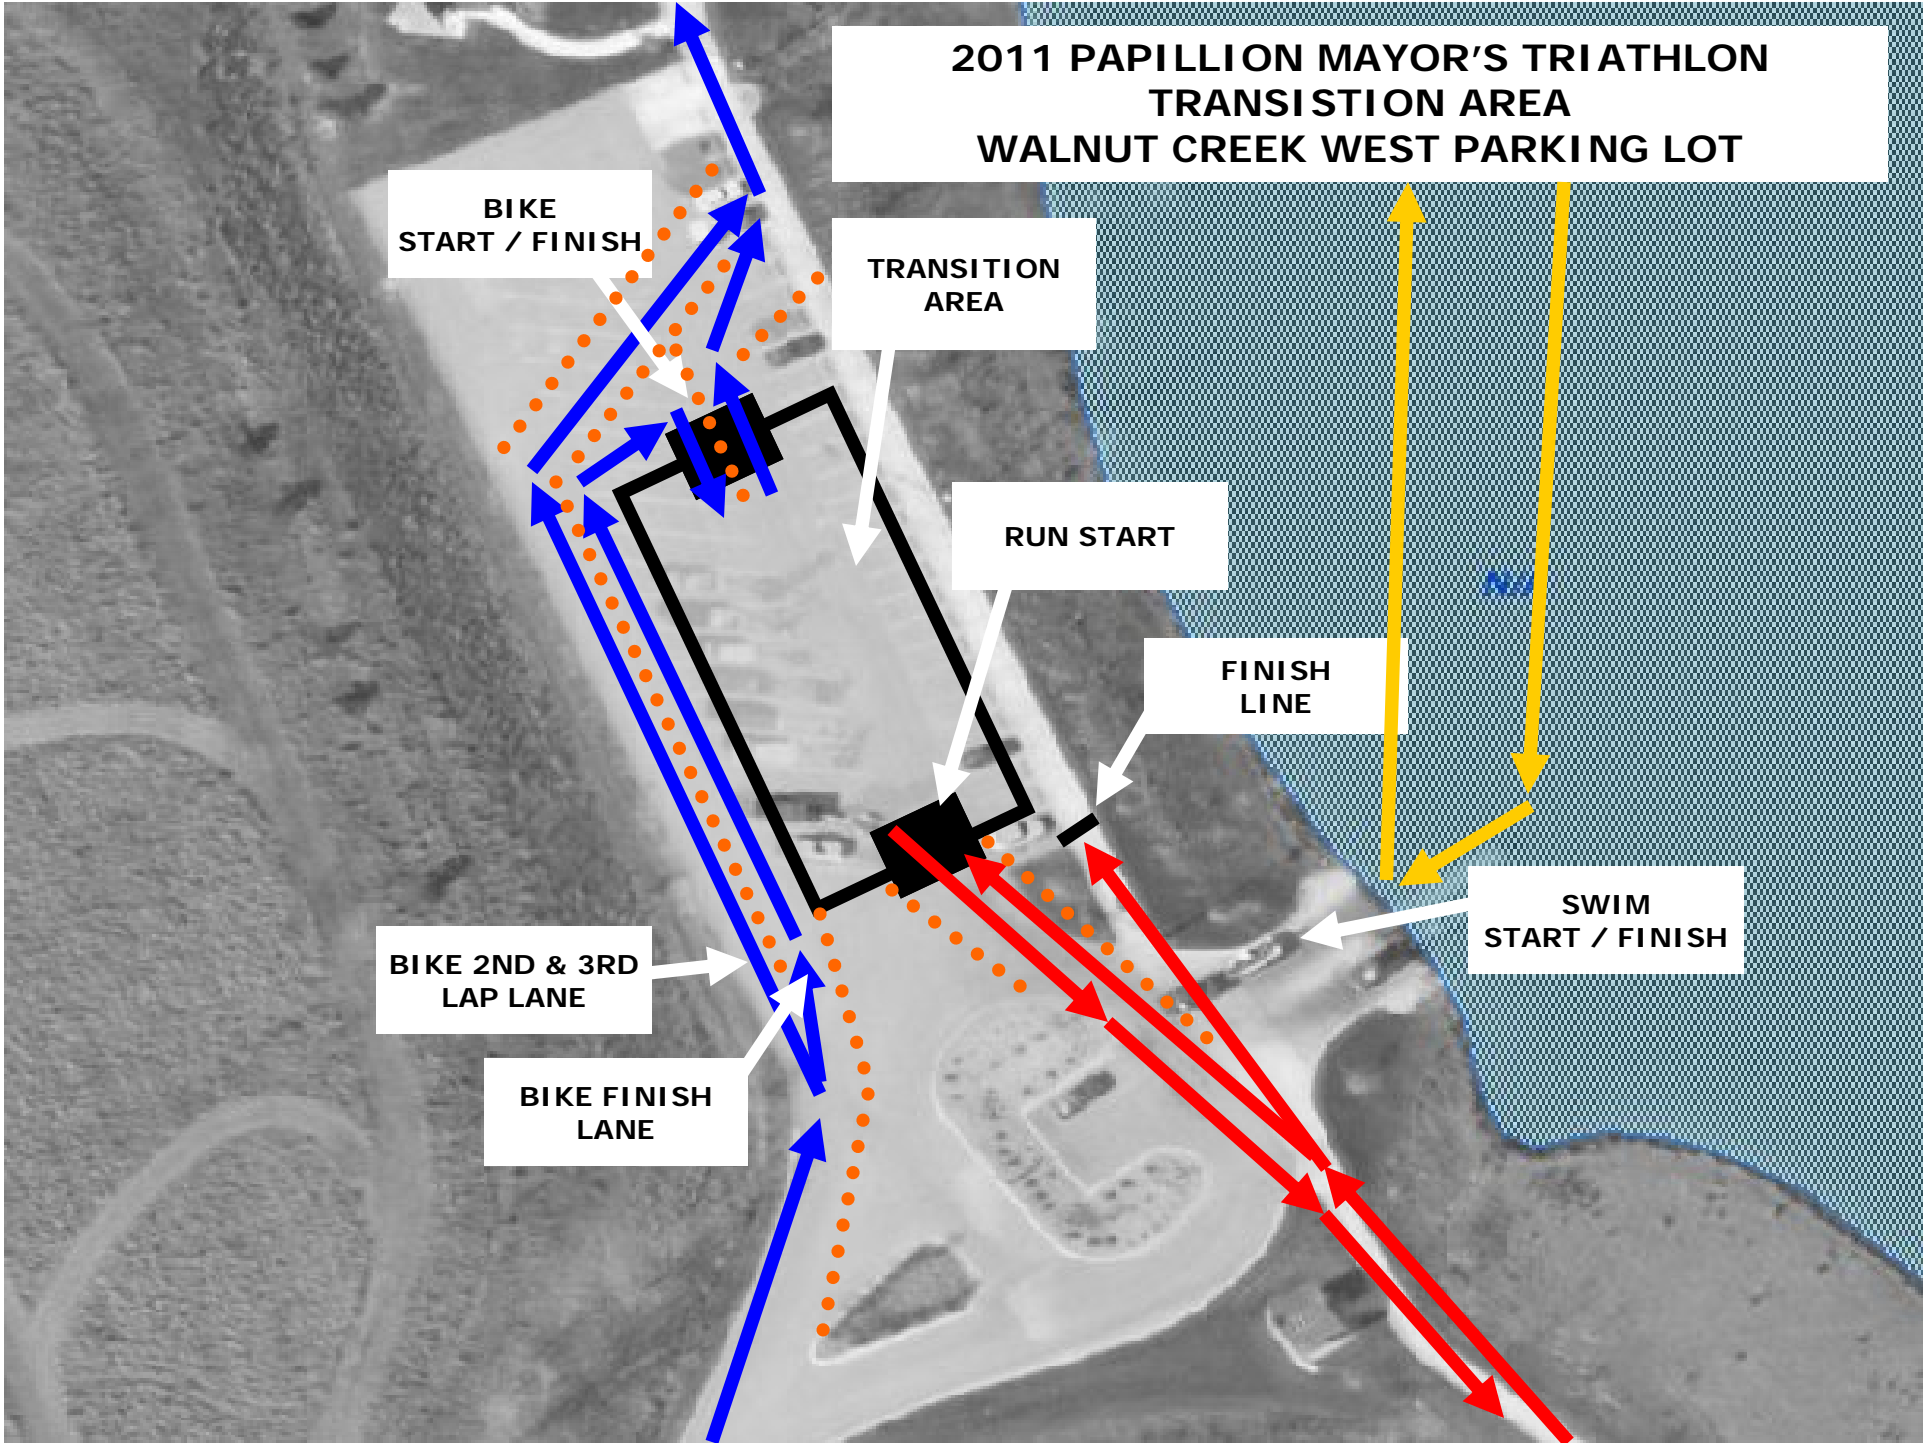 2011 PAPILLION MAYOR'S TRIATHLON
TRANSISTION AREA
WALNUT CREEK WEST PARKING LOT
BIKE
START / FINISH
TRANSITION
AREA
RUN START
FINISH
LINE
SWIM
START / FINISH
BIKE 2ND & 3RD
LAP LANE
BIKE FINISH
LANE